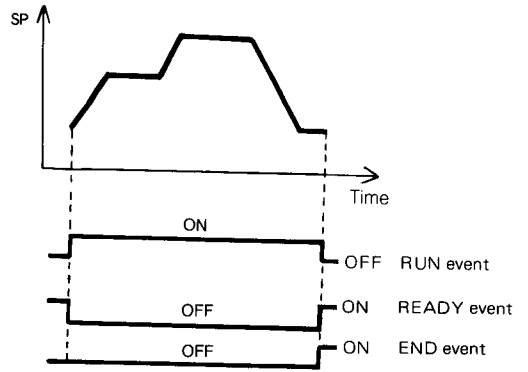 SP
Time
ON
OFF RUN event
OFF ON READY event
OFF ON END event